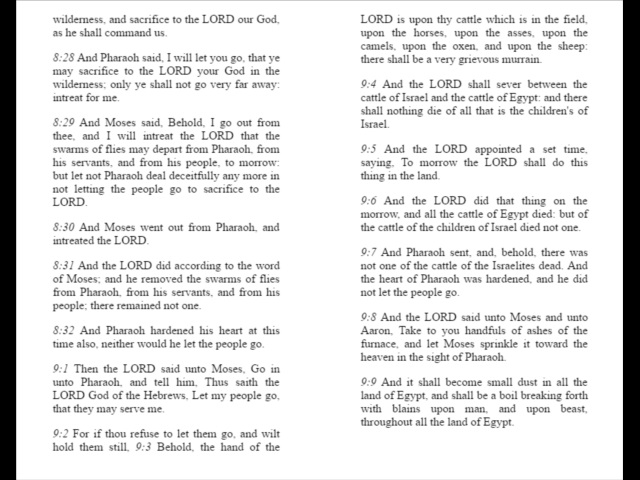 wilderness, and sacrifice to the LORD our God,
as he shall command us.
8:28 And Pharaoh said, I will let you go, that ye
may sacrifice to the LORD your God in the
wilderness; only ye shall not go very far away:
intreat for me.
8:29 And Moses said, Behold, I go out from
thee, and I will intreat the LORD that the
swarms of flies may depart from Pharaoh, from
his servants, and from his people, to morrow:
but let not Pharaoh deal deceitfully any more in
not letting the people go to sacrifice to the
LORD.
8:30 And Moses went out from Pharaoh, and
intreated the LORD.
8:31 And the LORD did according to the word
of Moses; and he removed the swarms of flies
from Pharaoh, from his servants, and from his
people; there remained not one.
8:32 And Pharaoh hardened his heart at this
time also, neither would he let the people go.
9:1 Then the LORD said unto Moses, Go in
unto Pharaoh, and tell him, Thus saith the
LORD God of the Hebrews, Let my people go,
that they may serve me.
9:2 For if thou refuse to let them go, and wilt
hold them still, 9:3 Behold, the hand of the
LORD is upon thy cattle which is in the field,
upon the horses, upon the asses, upon the
camels, upon the oxen, and upon the sheep:
there shall be a very grievous murrain.
9:4 And the LORD shall sever between the
cattle of Israel and the cattle of Egypt: and there
shall nothing die of all that is the children's of
Israel.
9:5 And the LORD appointed a set time,
saying, To morrow the LORD shall do this
thing in the land.
9:6 And the LORD did that thing on the
morrow, and all the cattle of Egypt died: but of
the cattle of the children of Israel died not one.
9:7 And Pharaoh sent, and, behold, there was
not one of the cattle of the Israelites dead. And
the heart of Pharaoh was hardened, and he did
not let the people go.
9:8 And the LORD said unto Moses and unto
Aaron, Take to you handfuls of ashes of the
furnace, and let Moses sprinkle it toward the
heaven in the sight of Pharaoh.
9:9 And it shall become small dust in all the
land of Egypt, and shall be a boil breaking forth
with blains upon man, and upon beast,
throughout all the land of Egypt.